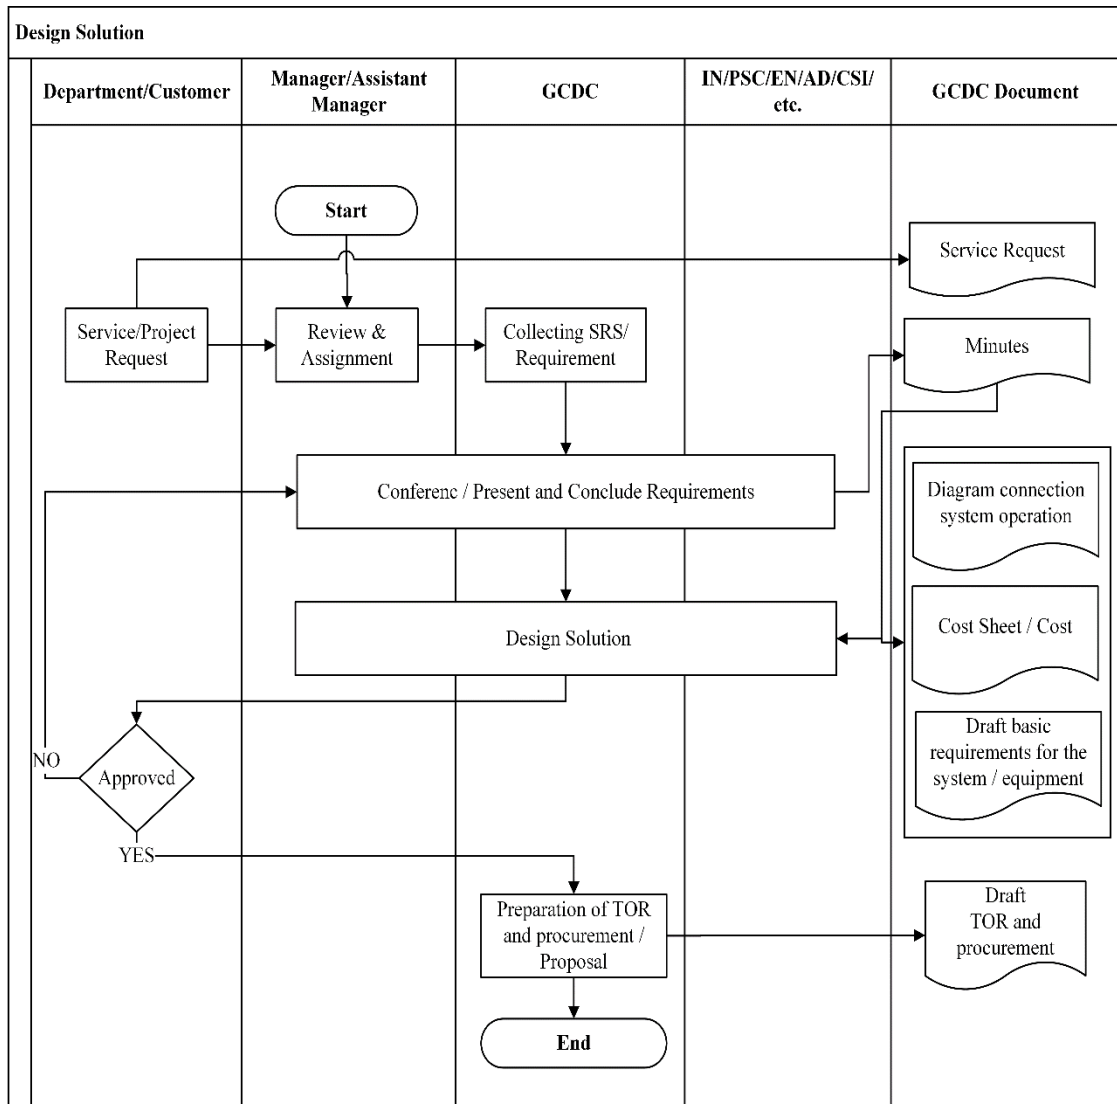 Design Solution
Department/Customer
Manager/Assistant
Manager
GCDC
IN/PSC/EN/AD/CSI/
etc.
GCDC Document
Start
Service Request
Service/Project
Request
Review &
Assignment
Collecting SRS/
Requirement
Minutes
Conferenc / Present and Conclude Requirements
Diagram connection
system operation
Design Solution
Cost Sheet / Cost
Draft basic
requirements for the
system / equipment
NO
Approved
YES
Preparation of TOR
and procurement /
Proposal
Draft
TOR and
procurement
End